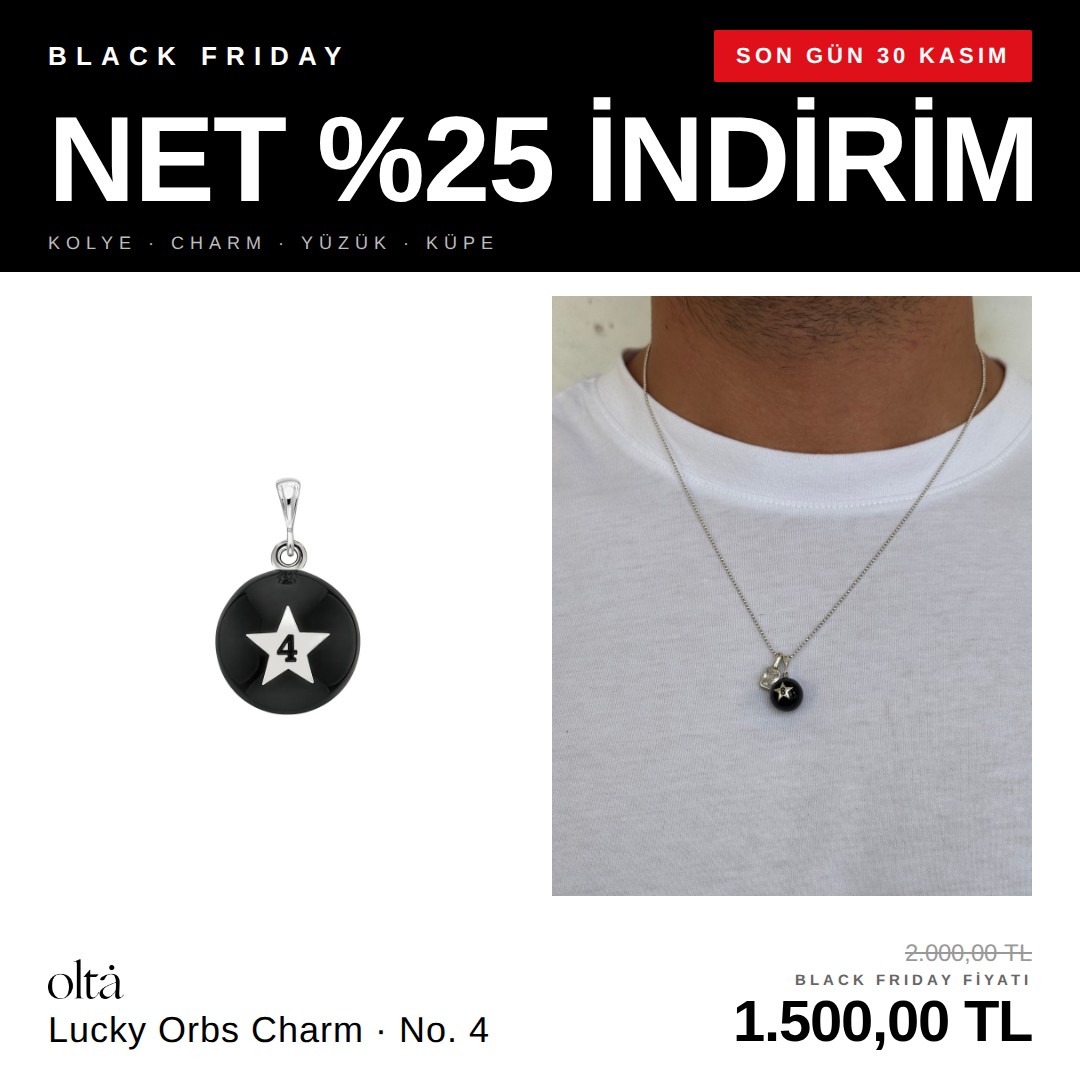 BLACK FRIDAY
SON GÜN 30 KASIM
NET %25 İNDİRİM
KOLYE · CHARM · YÜZÜK · KÜPE
4
2.000,00 TL
BLACK FRIDAY FİYATI
1.500,00 TL
oltȧ
Lucky Orbs Charm · No. 4